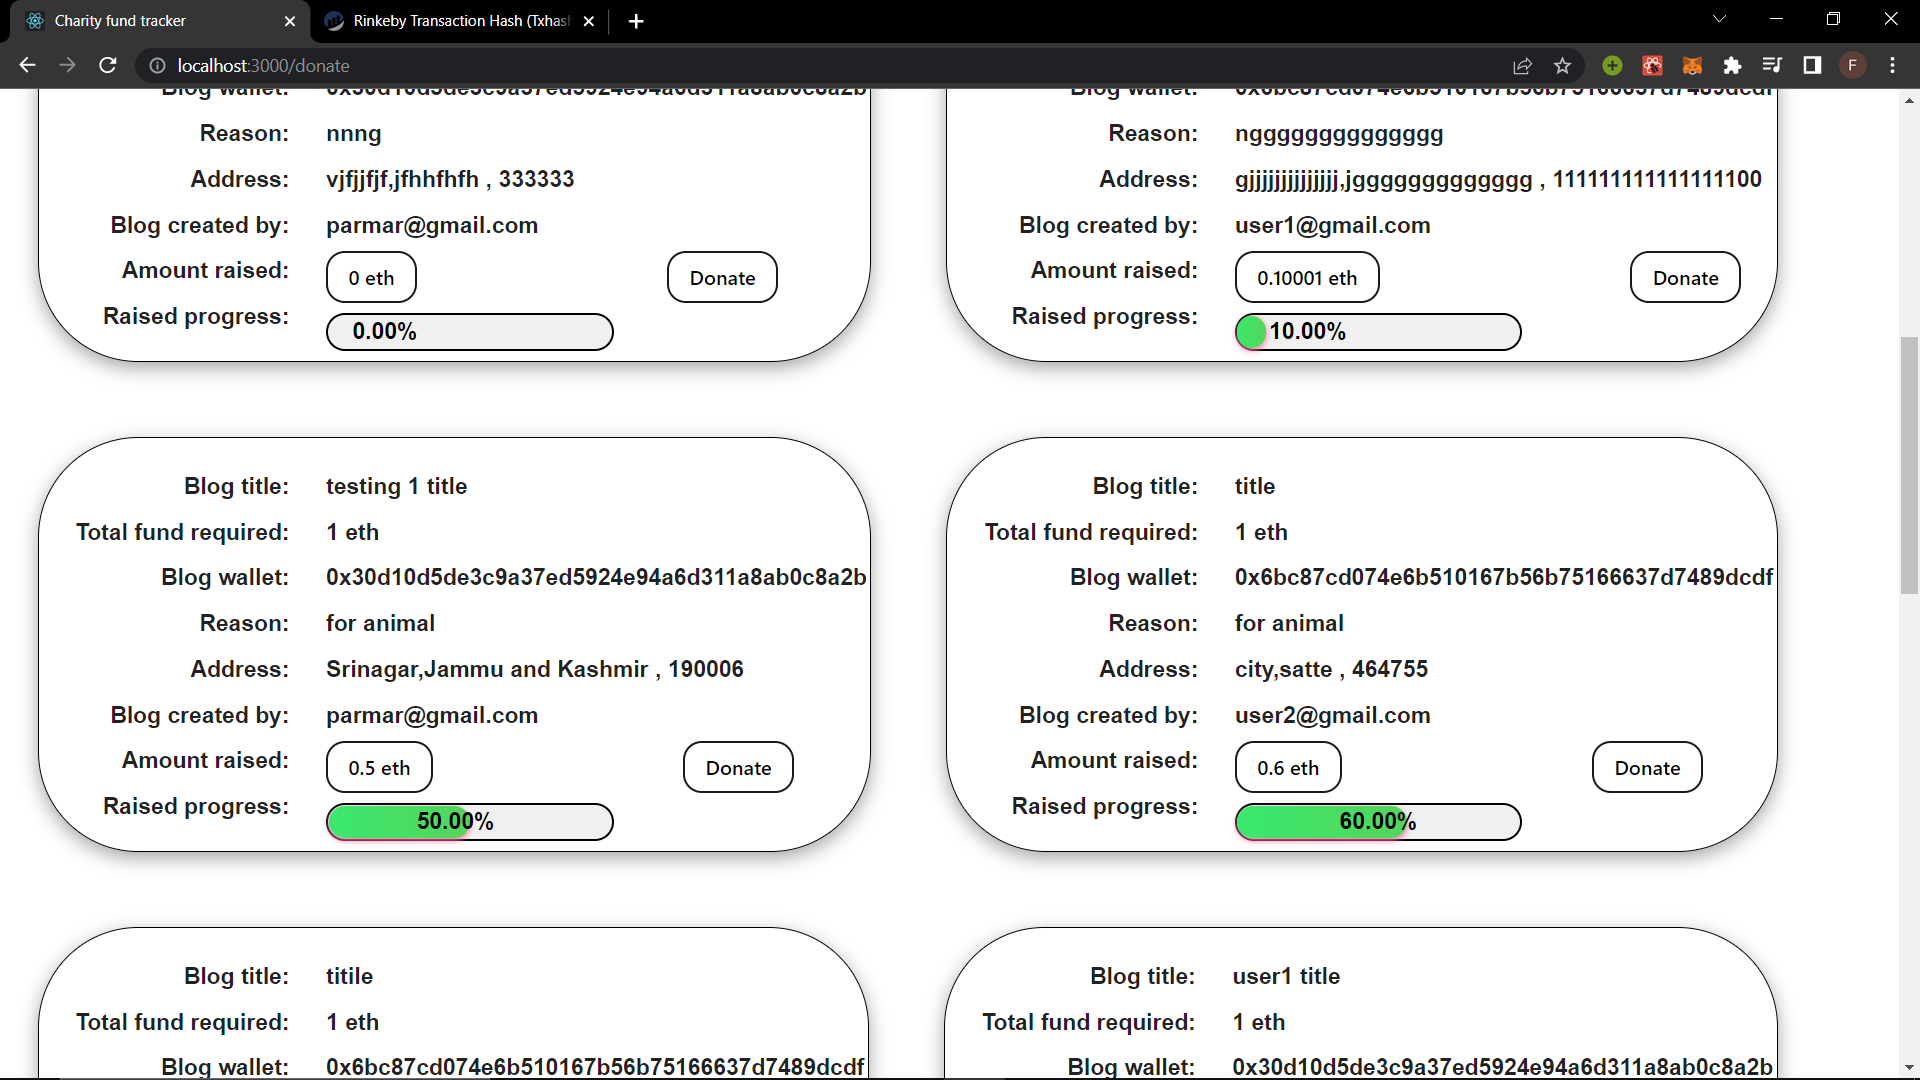 Charity fund tracker
Rinkeby Transaction Hash (Txhas
localhost:3000/donate
F
Blog wallet: 0x30d10d5de3c9a37ed5924e94a6d311a8ab0c8a2b
Reason: nnng
Address: vjfjjfjf,jfhhfhfh , 333333
Blog created by: parmar@gmail.com
Amount raised: 0 eth Donate
Raised progress: 0.00%
Blog wallet: 0x6bc87cd074e6b510167b56b75166637d7489dcdf
Reason: nggggggggggggggg
Address: , 111111111111111100
Blog created by: user1@gmail.com
Amount raised: 0.10001 eth Donate
Raised progress: 10.00%
Blog title: testing 1 title
Total fund required: 1 eth
Blog wallet: 0x30d10d5de3c9a37ed5924e94a6d311a8ab0c8a2b
Reason: for animal
Address: Srinagar,Jammu and Kashmir , 190006
Blog created by: parmar@gmail.com
Amount raised: 0.5 eth Donate
Raised progress: 50.00%
Blog title: title
Total fund required: 1 eth
Blog wallet: 0x6bc87cd074e6b510167b56b75166637d7489dcdf
Reason: for animal
Address: city,satte , 464755
Blog created by: user2@gmail.com
Amount raised: 0.6 eth Donate
Raised progress: 60.00%
Blog title: titile
Total fund required: 1 eth
Blog wallet: 0x6bc87cd074e6b510167b56b75166637d7489dcdf
Blog title: user1 title
Total fund required: 1 eth
Blog wallet: 0x30d10d5de3c9a37ed5924e94a6d311a8ab0c8a2b